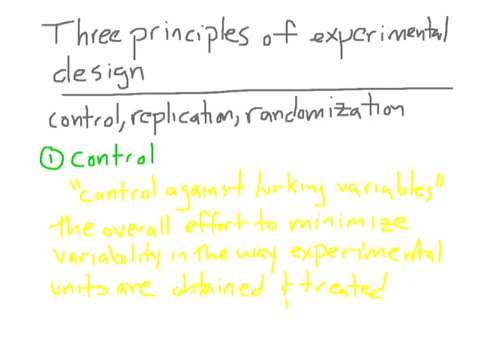 Three principles of experimental
design
control, replication, randomization
① control
"control against lurking variables"
the overall effort to minimize
variability in the way experimental
units are obtained & treated